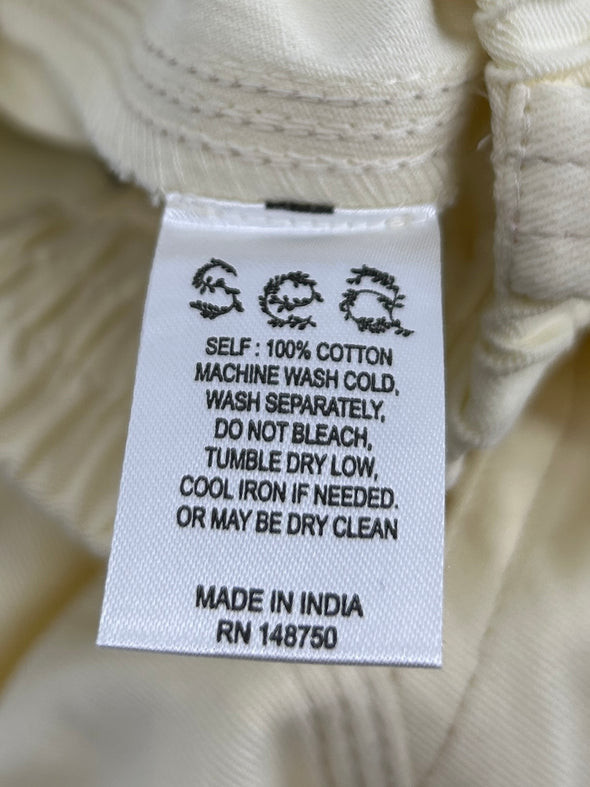 SELF : 100% COTTON
MACHINE WASH COLD,
WASH SEPARATELY,
DO NOT BLEACH,
TUMBLE DRY LOW,
COOL IRON IF NEEDED.
OR MAY BE DRY CLEAN
MADE IN INDIA
RN 148750